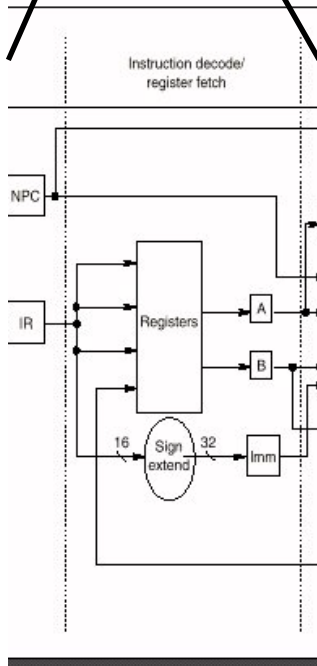 Instruction decode/
register fetch
NPC
IR
Registers
A
B
16
Sign
extend
32
Imm